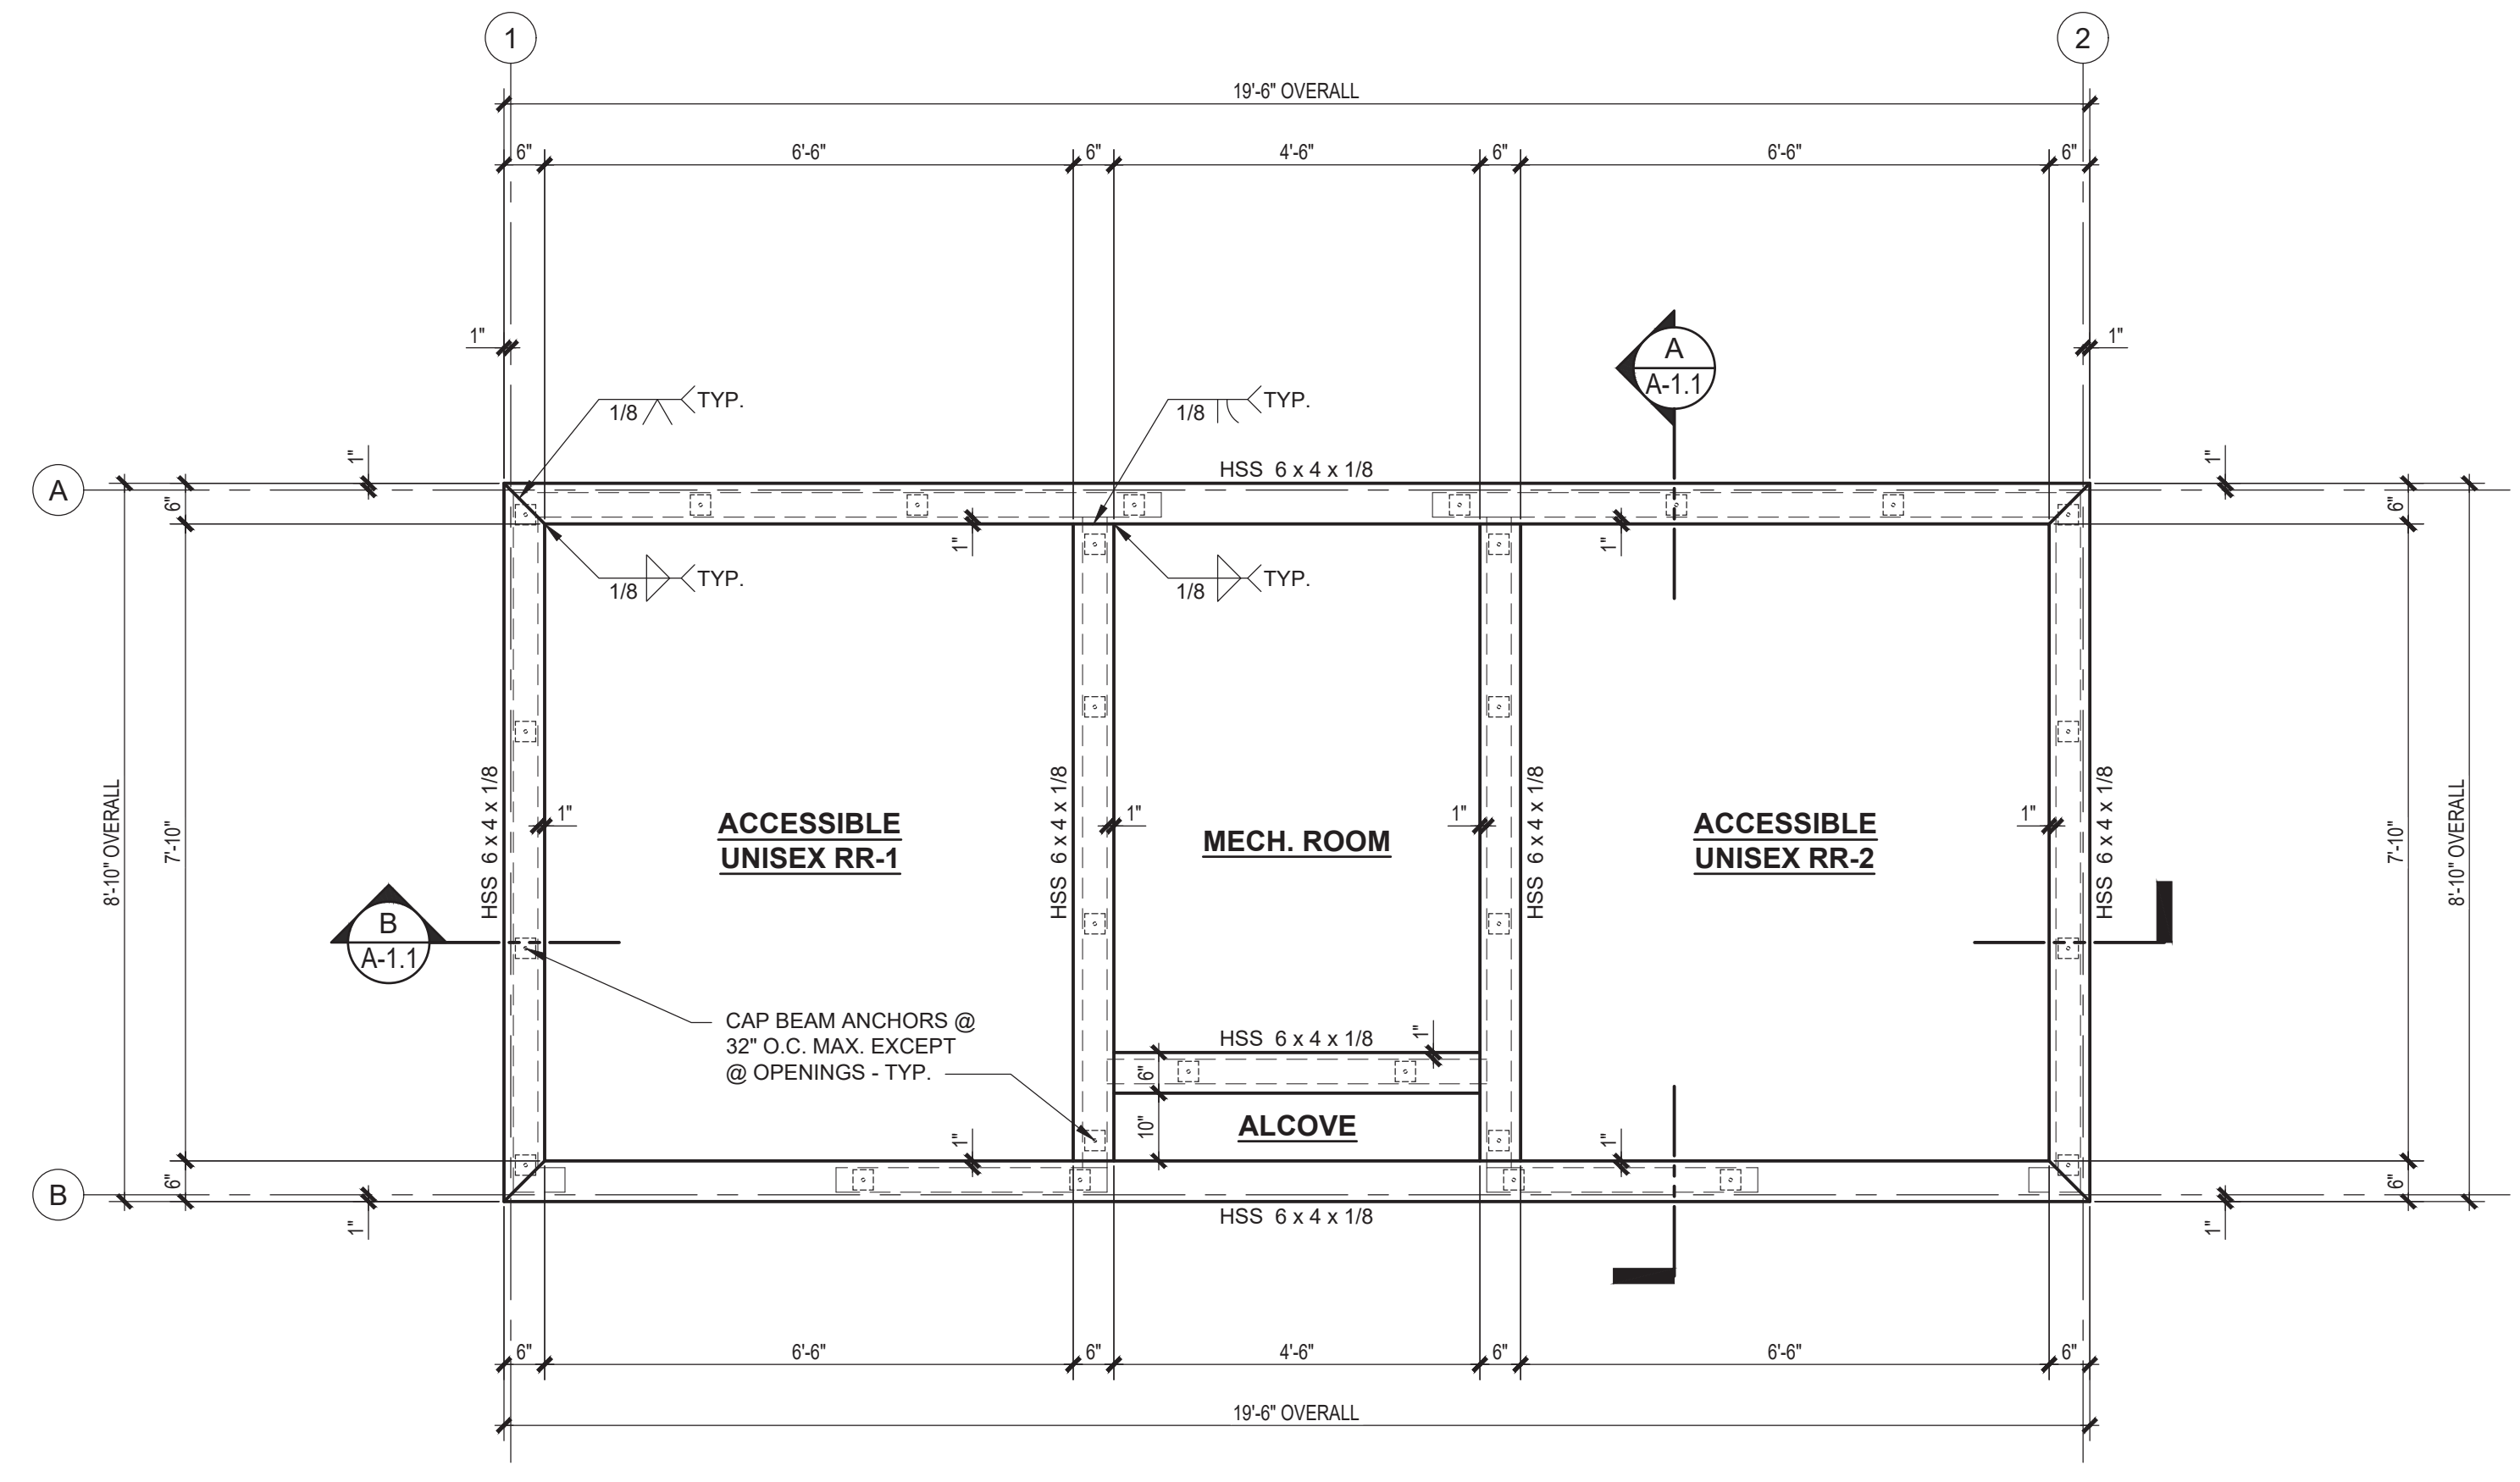 1 2
19'-6" OVERALL
6" 6'-6" 6" 4'-6" 6" 6'-6" 6"
1" 1"
A
A-1.1
1/8 TYP. 1/8 TYP.
1" 1"
HSS 6 x 4 x 1/8
A
6" 6"
1" 1"
1/8 TYP. 1/8 TYP.
8'-10" OVERALL
7'-10"
HSS 6 x 4 x 1/8
1"
ACCESSIBLE
UNISEX RR-1
HSS 6 x 4 x 1/8
1"
MECH. ROOM
1"
HSS 6 x 4 x 1/8
ACCESSIBLE
UNISEX RR-2
1"
HSS 6 x 4 x 1/8
7'-10"
8'-10" OVERALL
B
A-1.1
CAP BEAM ANCHORS @
32" O.C. MAX. EXCEPT
@ OPENINGS - TYP.
HSS 6 x 4 x 1/8
1"
6"
10"
ALCOVE
1" 1"
B
6" 6"
1" 1"
HSS 6 x 4 x 1/8
6" 6'-6" 6" 4'-6" 6" 6'-6" 6"
19'-6" OVERALL